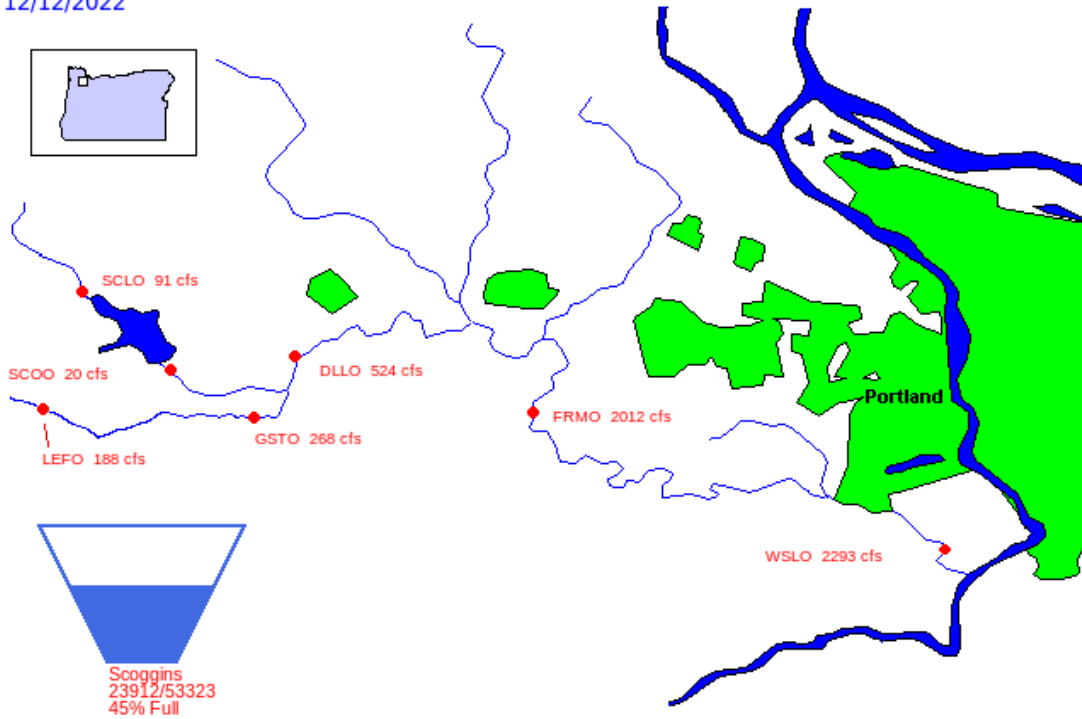 12/12/2022
SCLO 91 cfs
SCOO 20 cfs
DLLO 524 cfs
Portland
FRMO 2012 cfs
GSTO 268 cfs
LEFO 188 cfs
WSLO 2293 cfs
Scoggins
23912/53323
45% Full